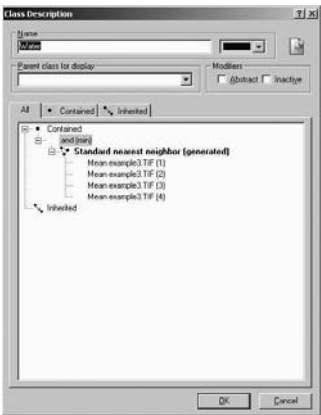 Class Description
Name
Water
Parent class for display
Modifiers
Abstract
Inactive
All
Contained
Inherited
Contained
and (min)
Standard nearest neighbor (generated)
Mean example3.TIF (1)
Mean example3.TIF (2)
Mean example3.TIF (3)
Mean example3.TIF (4)
Inherited
OK
Cancel